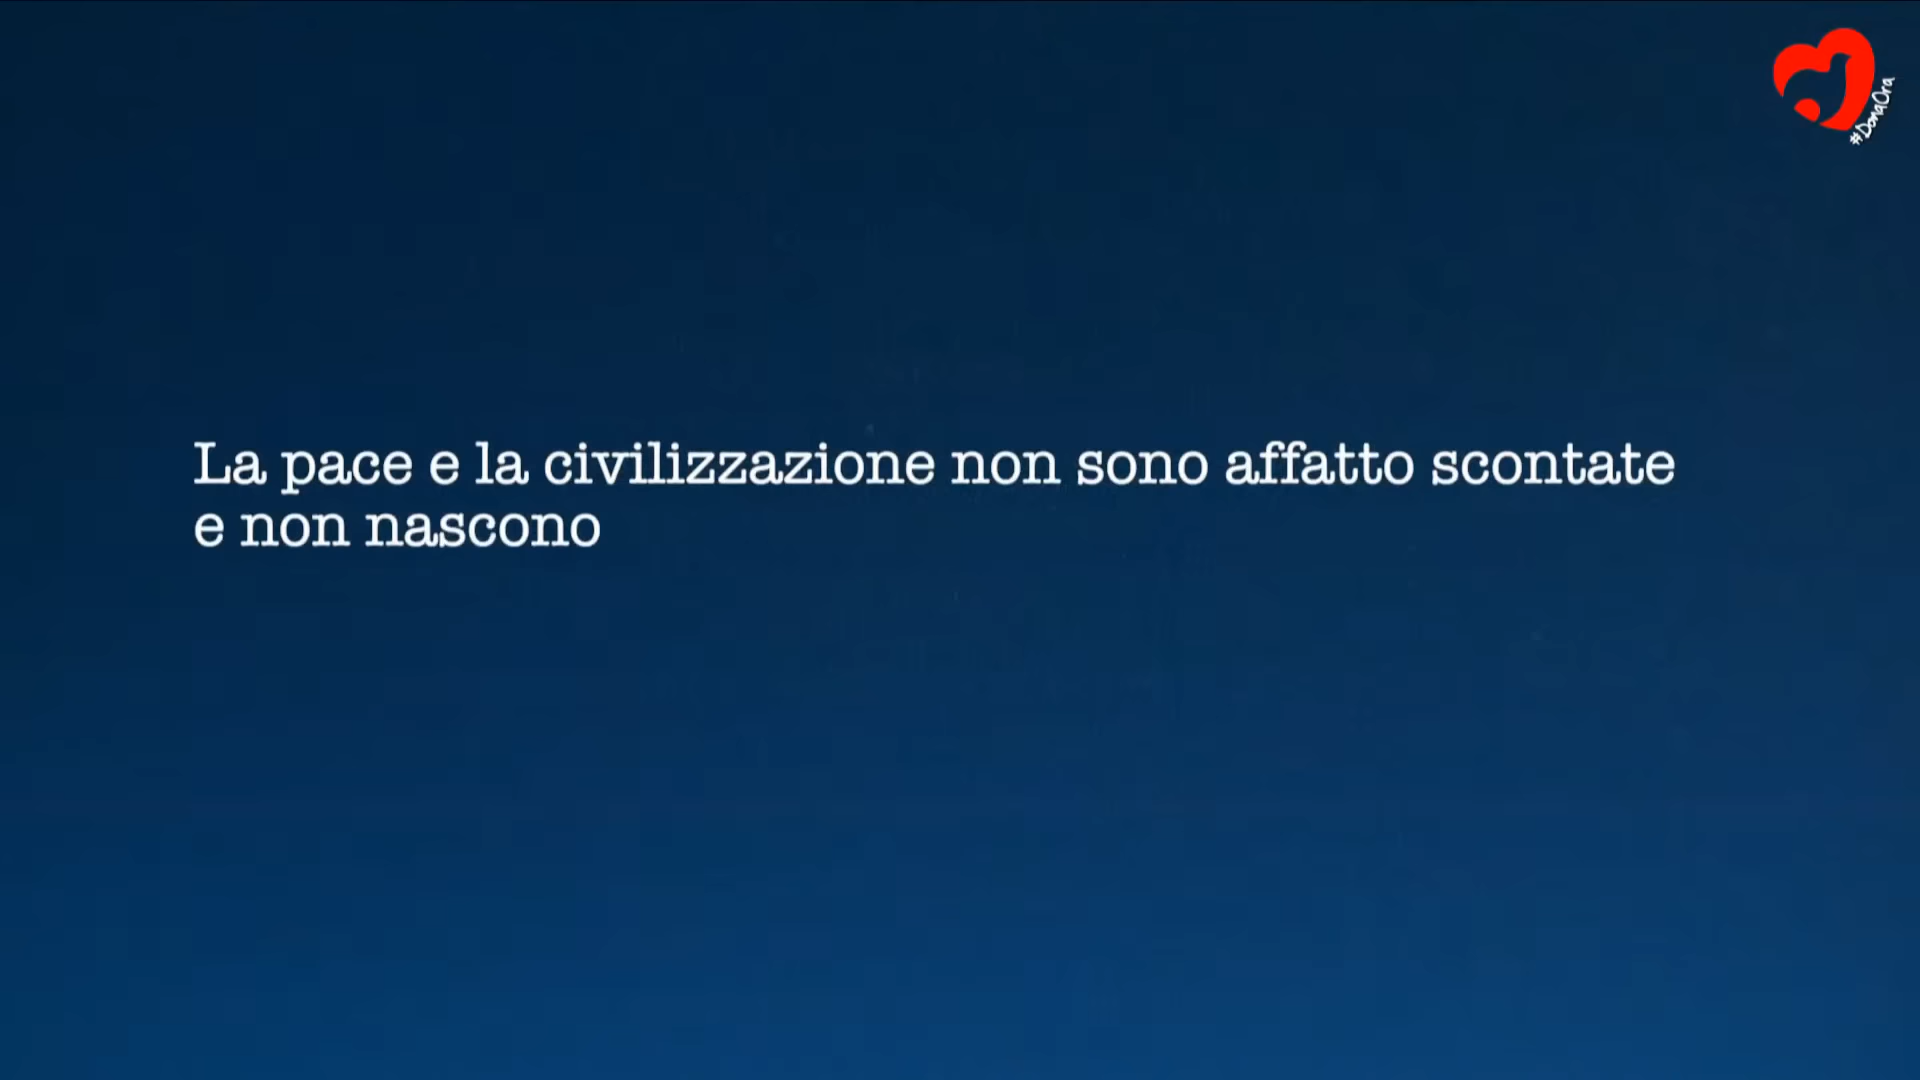 #DonaOra
La pace e la civilizzazione non sono affatto scontate
e non nascono